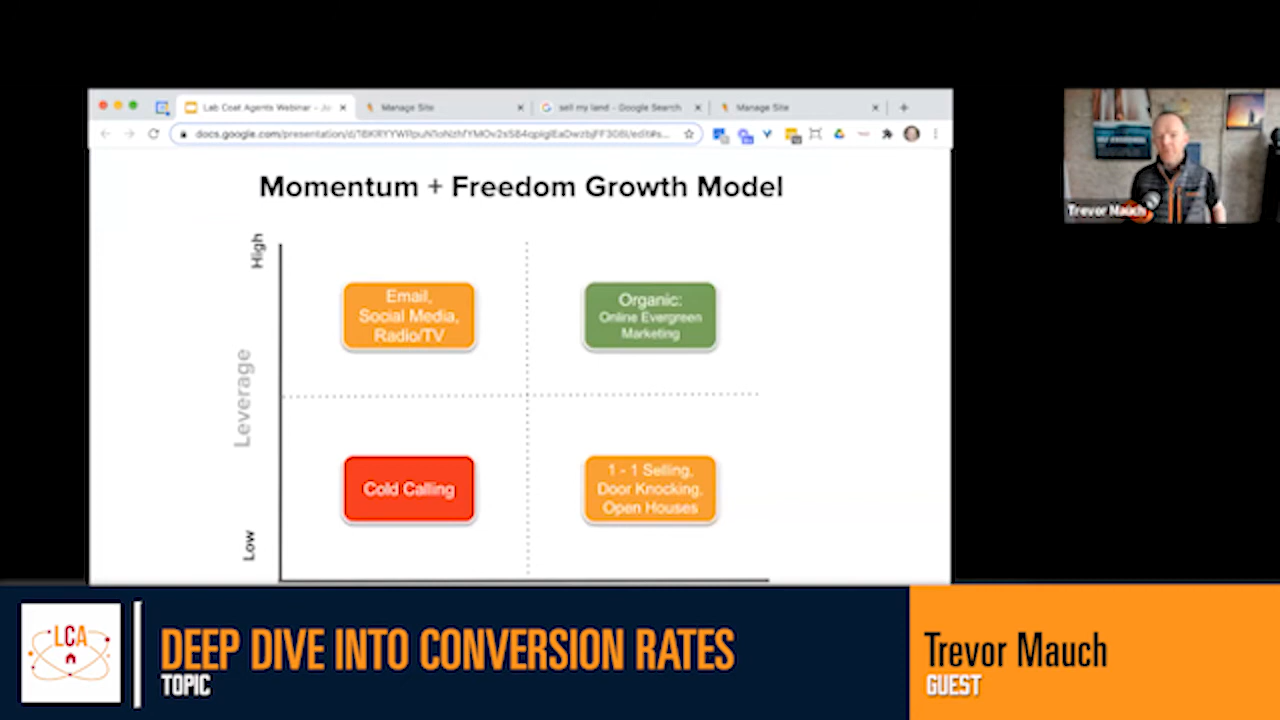 Lab Coat Agents Webinar - Jo
Manage Site
sell my land - Google Search
Manage Site
Momentum + Freedom Growth Model
High
Leverage
Low
Email,
Social Media,
Radio/TV
Organic:
Online Evergreen
Marketing
Cold Calling
1 - 1 Selling,
Door Knocking,
Open Houses
Trevor Mauch
LCA
DEEP DIVE INTO CONVERSION RATES
TOPIC
Trevor Mauch
GUEST